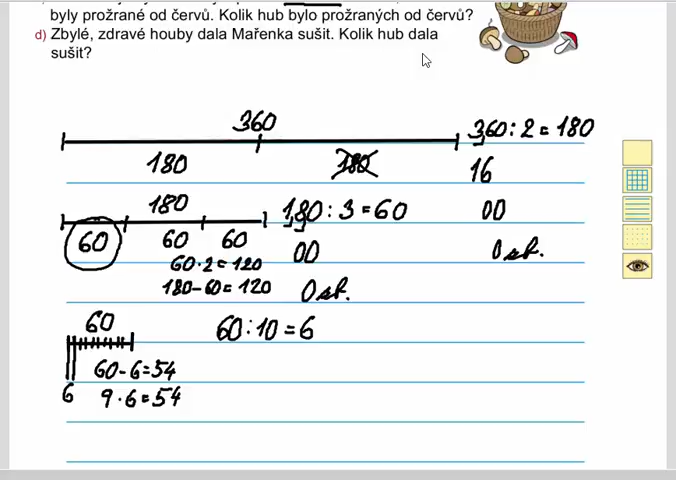 byly prožrané od červů. Kolik hub bylo prožraných od červů?
d) Zbylé, zdravé houby dala Mařenka sušit. Kolik hub dala
sušit?
360
360 : 2 = 180
180
180
16
180
180 : 3 = 60
00
60
60
60
00
0 zb.
60 · 2 = 120
180 - 60 = 120
0 zb.
60
60 : 10 = 6
60 - 6 = 54
6
9 · 6 = 54